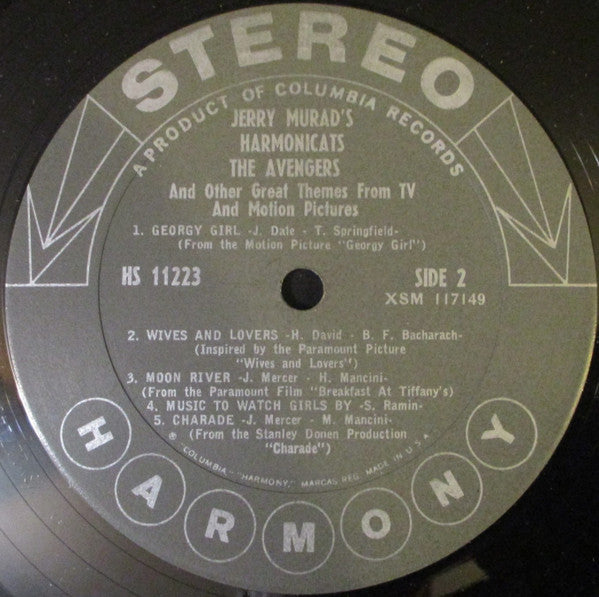 STEREO
A PRODUCT OF COLUMBIA RECORDS
JERRY MURAD'S
HARMONICATS
THE AVENGERS
And Other Great Themes From TV
And Motion Pictures
1. GEORGY GIRL -J. Dale - T. Springfield-
(From the Motion Picture "Georgy Girl")
HS 11223
SIDE 2
XSM 117149
2. WIVES AND LOVERS -H. David - B. F. Bacharach-
(Inspired by the Paramount Picture
"Wives and Lovers")
3. MOON RIVER -J. Mercer - H. Mancini-
(From the Paramount Film "Breakfast At Tiffany's)
4. MUSIC TO WATCH GIRLS BY -S. Ramin-
5. CHARADE -J. Mercer - M. Mancini-
℗ (From the Stanley Donen Production
"Charade")
"COLUMBIA – "HARMONY," MARCAS REG. MADE IN U.S.A.
HARMONY